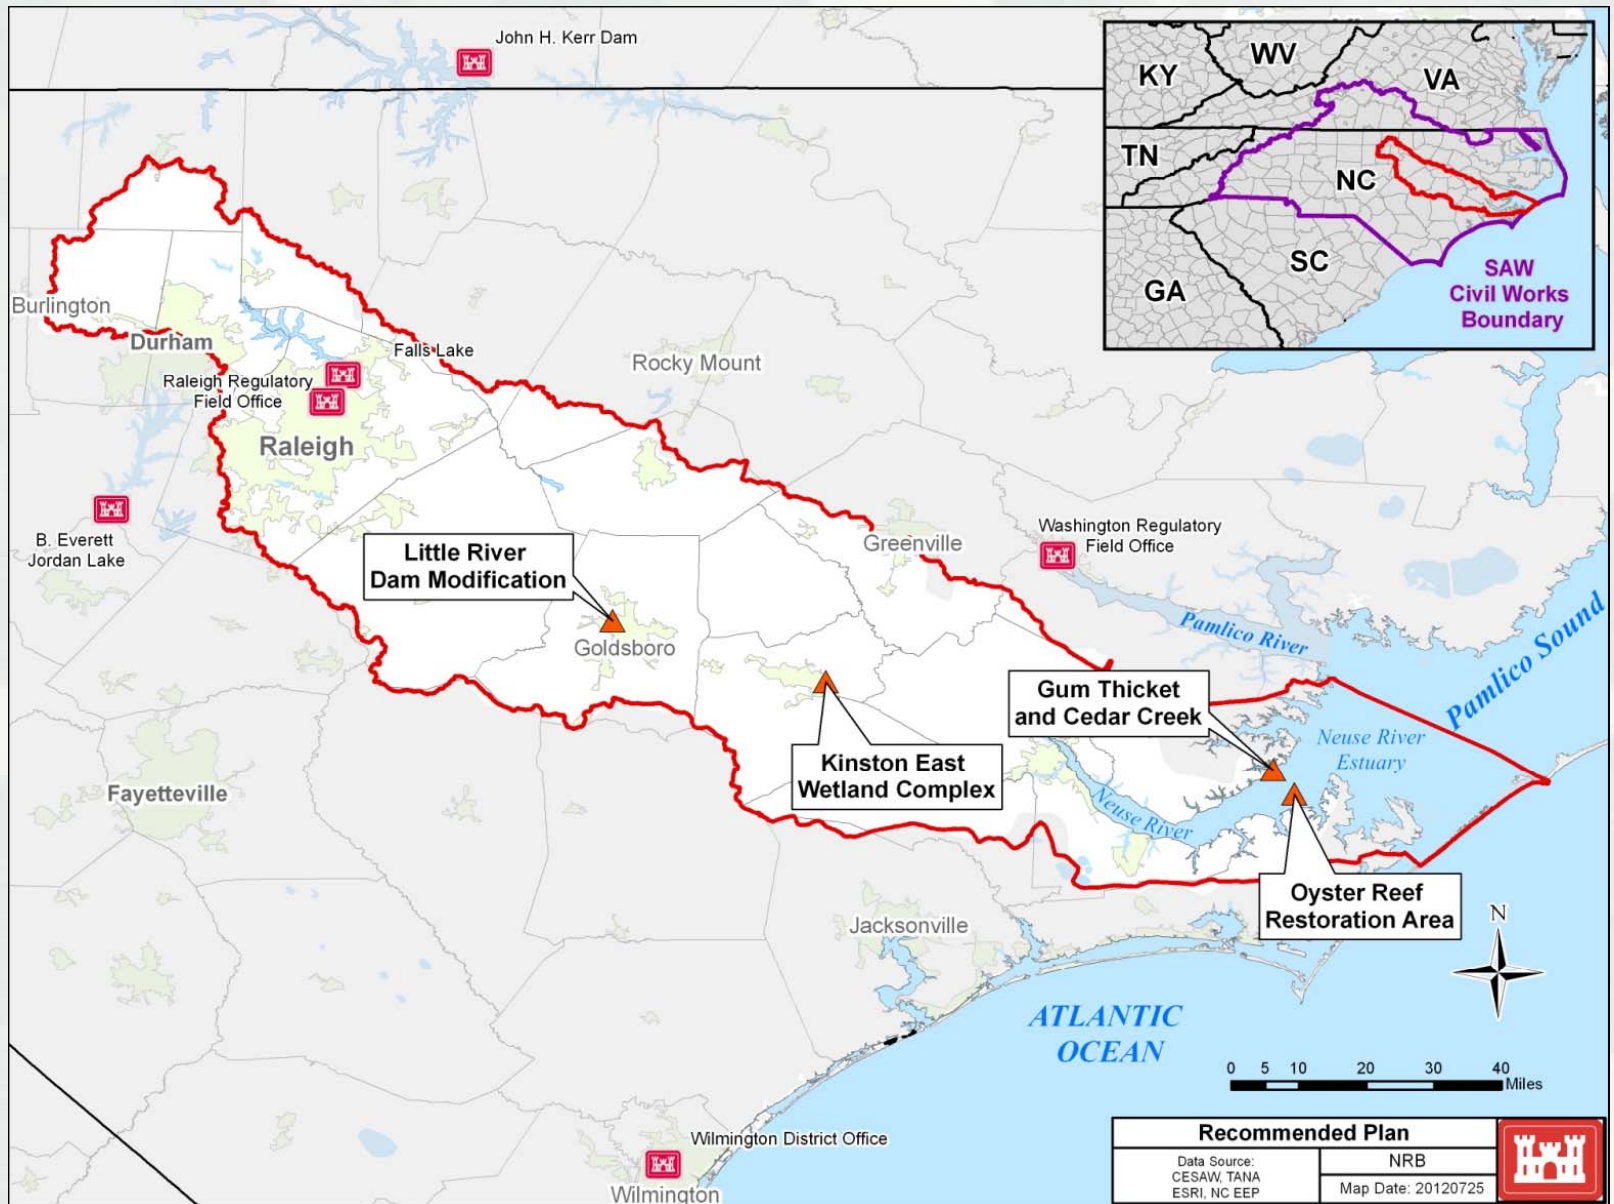 John H. Kerr Dam
KY
WV
VA
TN
NC
SC
GA
SAW
Civil Works
Boundary
Burlington
Durham
Falls Lake
Rocky Mount
Raleigh Regulatory
Field Office
Raleigh
B. Everett
Jordan Lake
Greenville
Washington Regulatory
Field Office
Little River
Dam Modification
Goldsboro
Pamlico River
Pamlico Sound
Gum Thicket
and Cedar Creek
Neuse River
Estuary
Kinston East
Wetland Complex
Neuse River
Fayetteville
Oyster Reef
Restoration Area
Jacksonville
N
ATLANTIC
OCEAN
0 5 10 20 30 40
Miles
Wilmington District Office
Wilmington
Recommended Plan
Data Source:
CESAW, TANA
ESRI, NC EEP
NRB
Map Date: 20120725